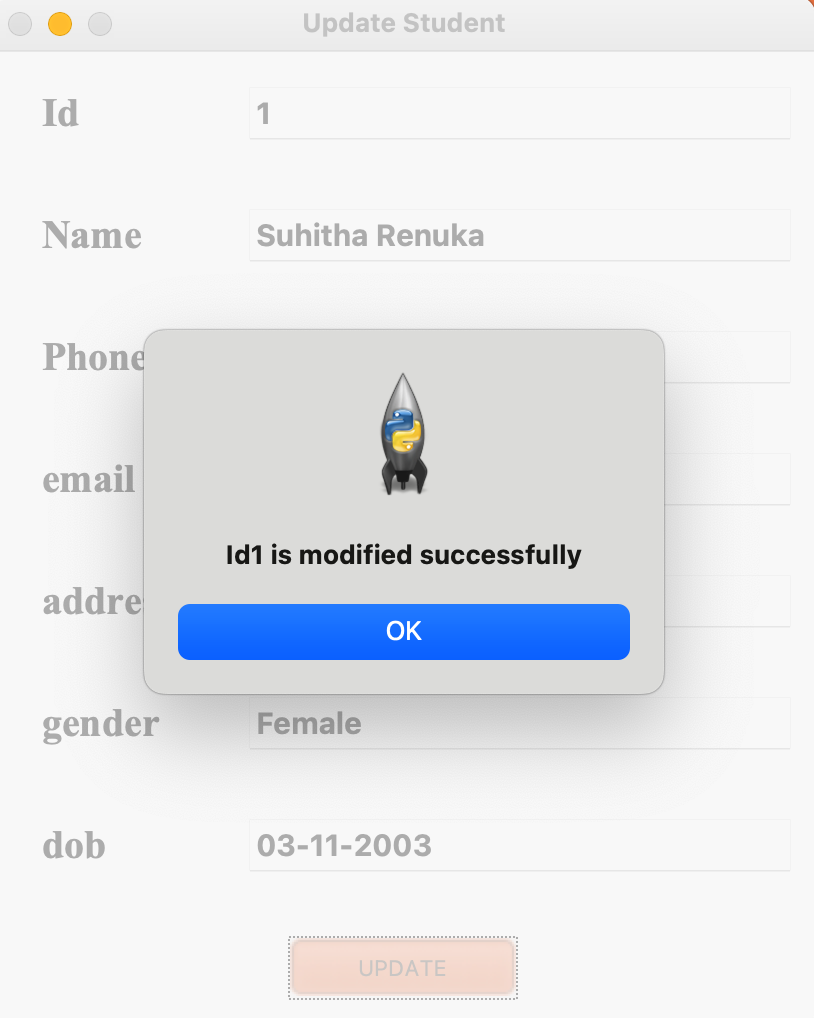 Update Student
Id
1
Name
Suhitha Renuka
Phone
email
Id1 is modified successfully
OK
gender
Female
dob
03-11-2003
UPDATE